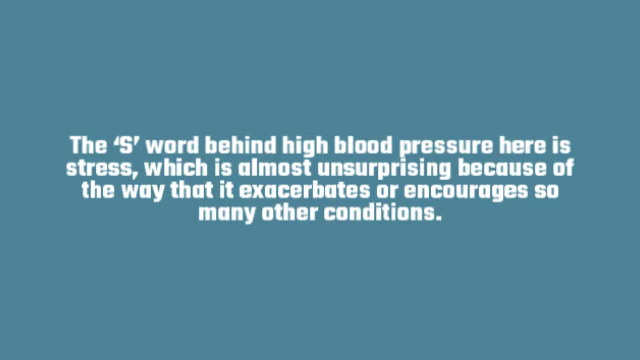 The ‘S’ word behind high blood pressure here is
stress, which is almost unsurprising because of
the way that it exacerbates or encourages so
many other conditions.